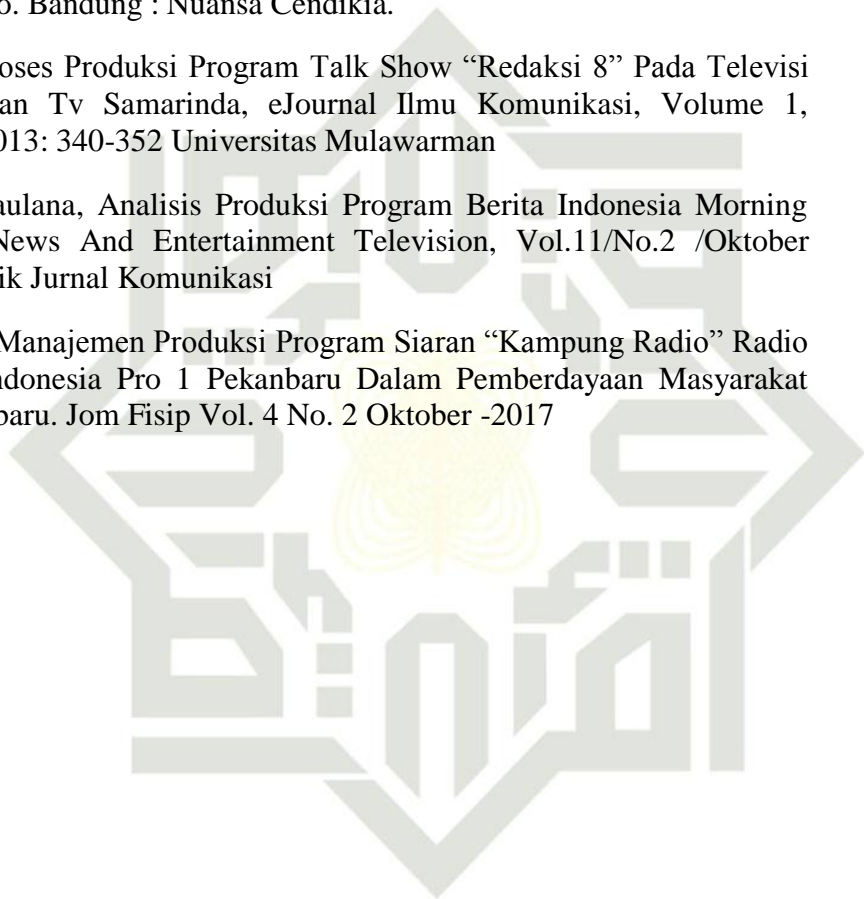 o. Bandung : Nuansa Cendikia.
oses Produksi Program Talk Show “Redaksi 8” Pada Televisi
an Tv Samarinda, eJournal Ilmu Komunikasi, Volume 1,
013: 340-352 Universitas Mulawarman
aulana, Analisis Produksi Program Berita Indonesia Morning
News And Entertainment Television, Vol.11/No.2 /Oktober
ik Jurnal Komunikasi
Manajemen Produksi Program Siaran “Kampung Radio” Radio
ndonesia Pro 1 Pekanbaru Dalam Pemberdayaan Masyarakat
baru. Jom Fisip Vol. 4 No. 2 Oktober -2017